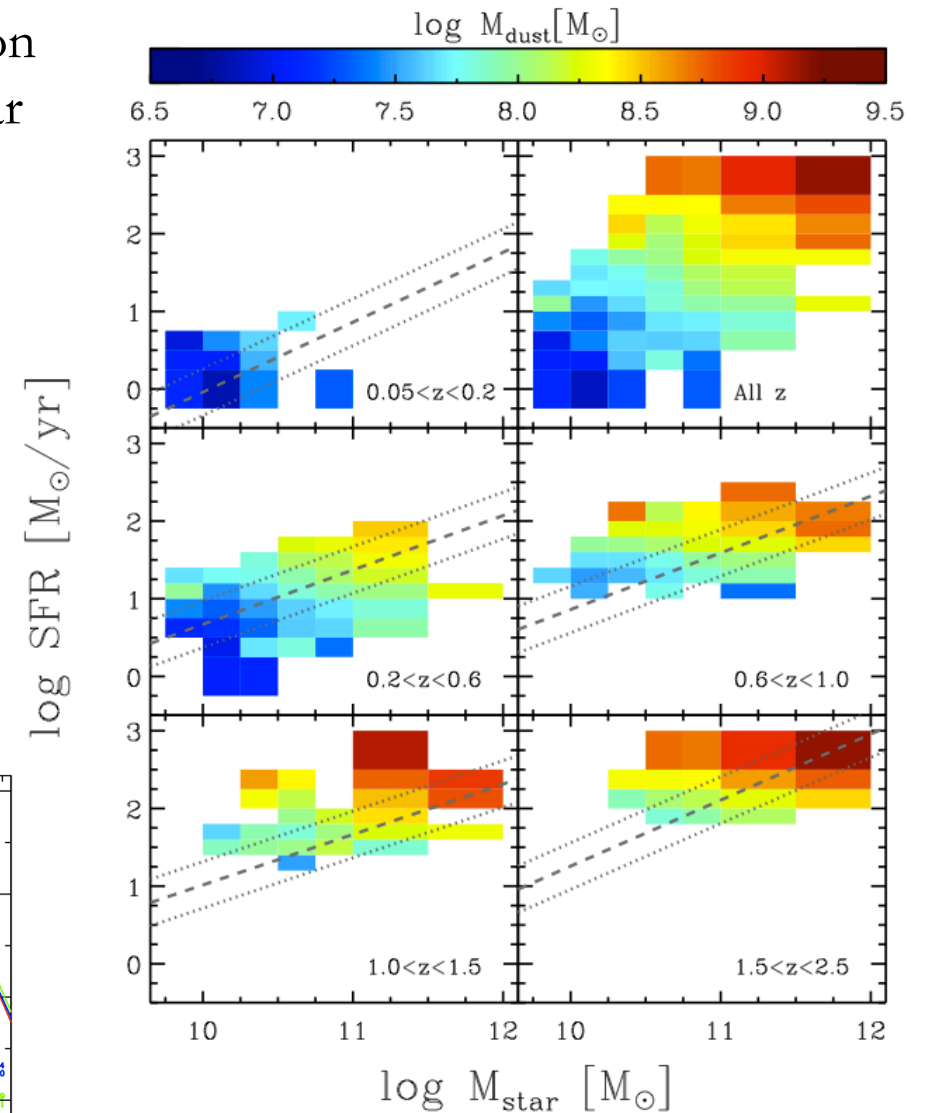 on
ar
log M_dust[M_⊙]
6.5 7.0 7.5 8.0 8.5 9.0 9.5
3
2
1
0
0.05<z<0.2
All z
3
2
1
0
0.2<z<0.6
0.6<z<1.0
3
2
1
0
1.0<z<1.5
1.5<z<2.5
10 11 12 10 11 12
log SFR [M_⊙/yr]
log M_star [M_⊙]